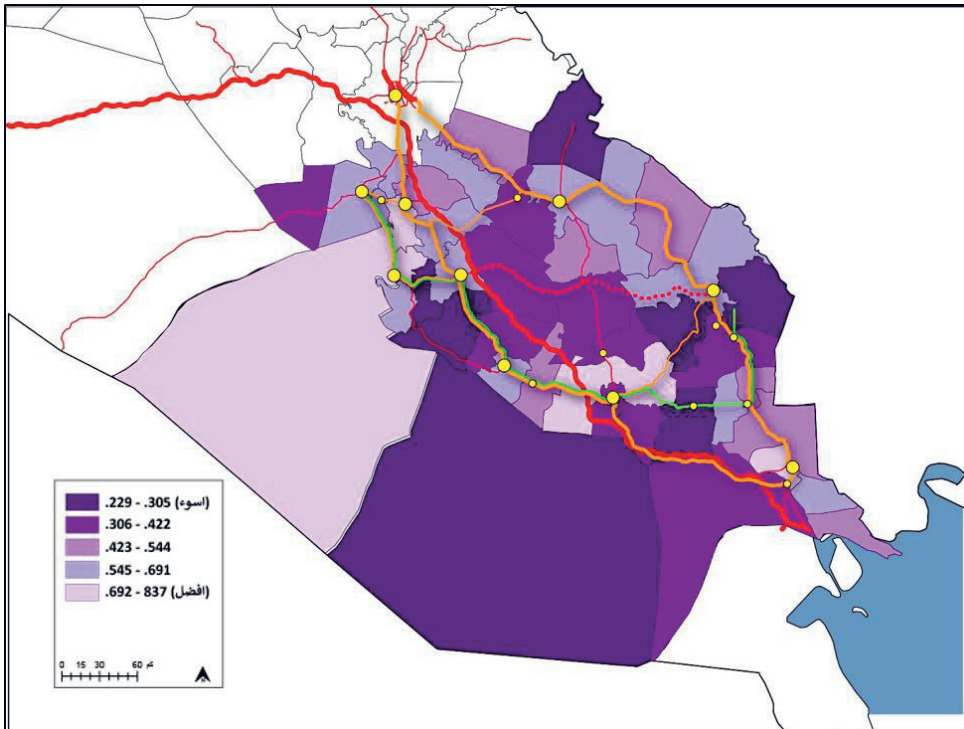 .229 - .305 (اسوء)
.306 - .422
.423 - .544
.545 - .691
.692 - 837 (افضل)
0 15 30 60 كم